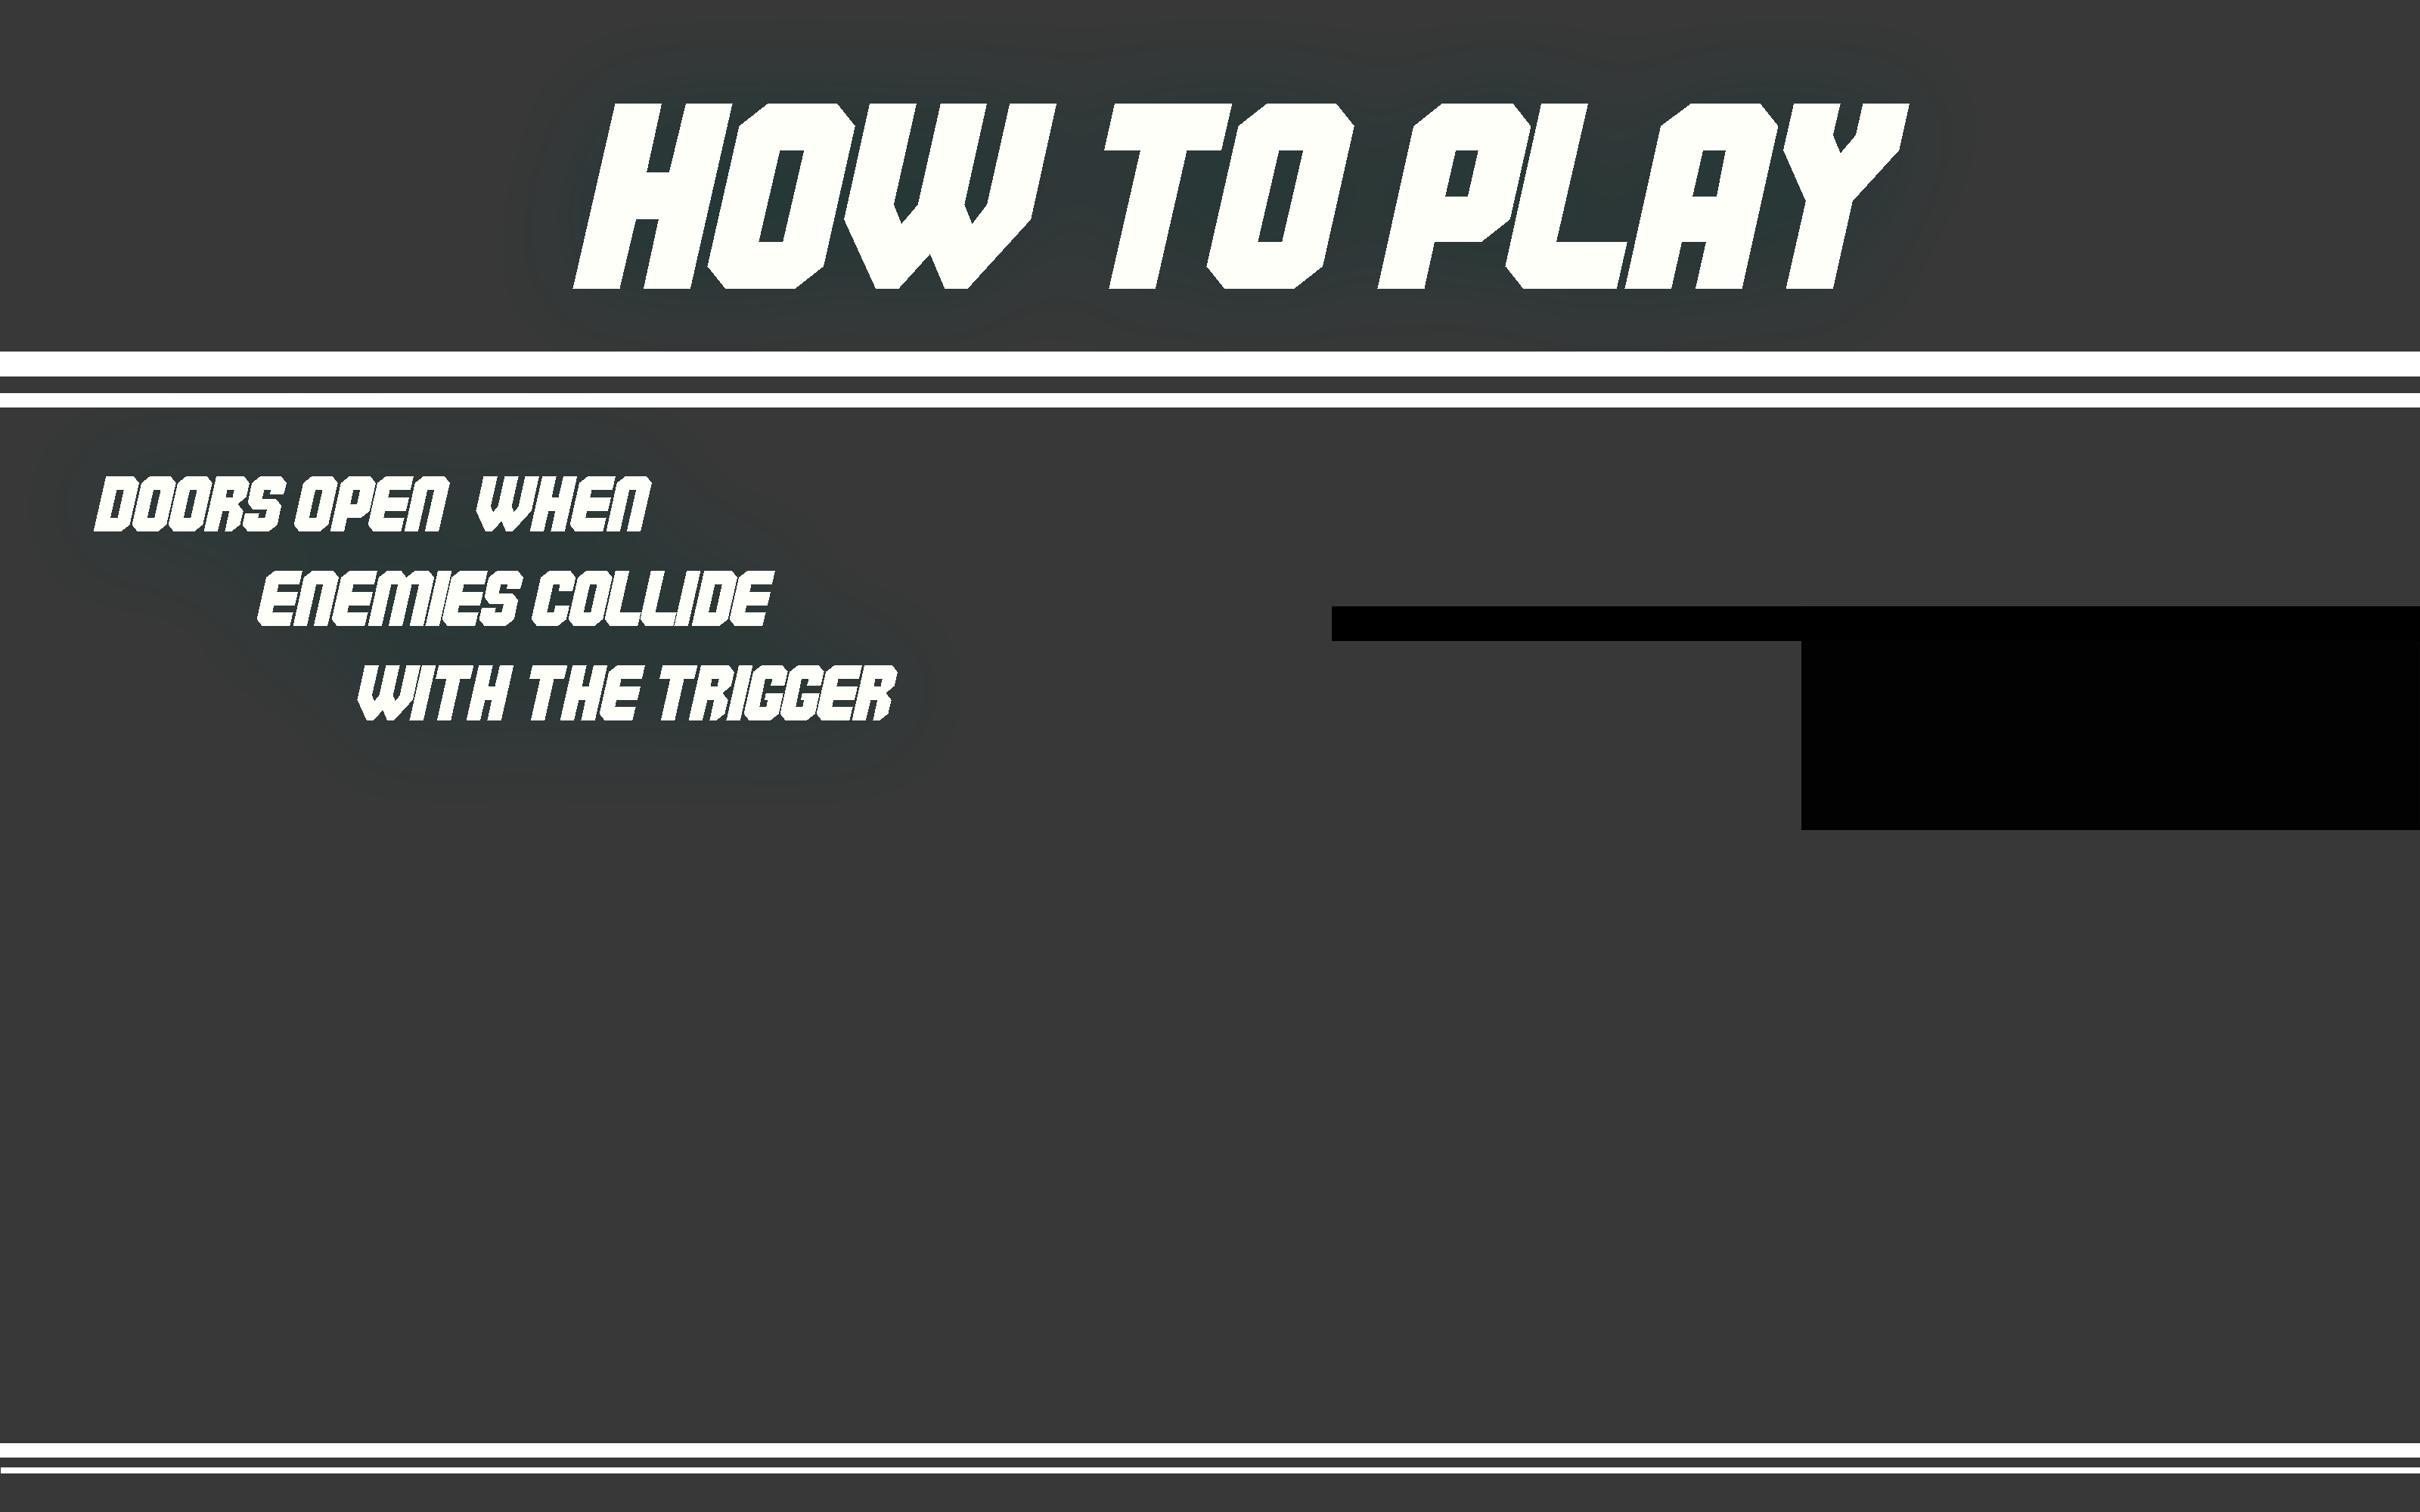 HOW TO PLAY
DOORS OPEN WHEN
ENEMIES COLLIDE
WITH THE TRIGGER